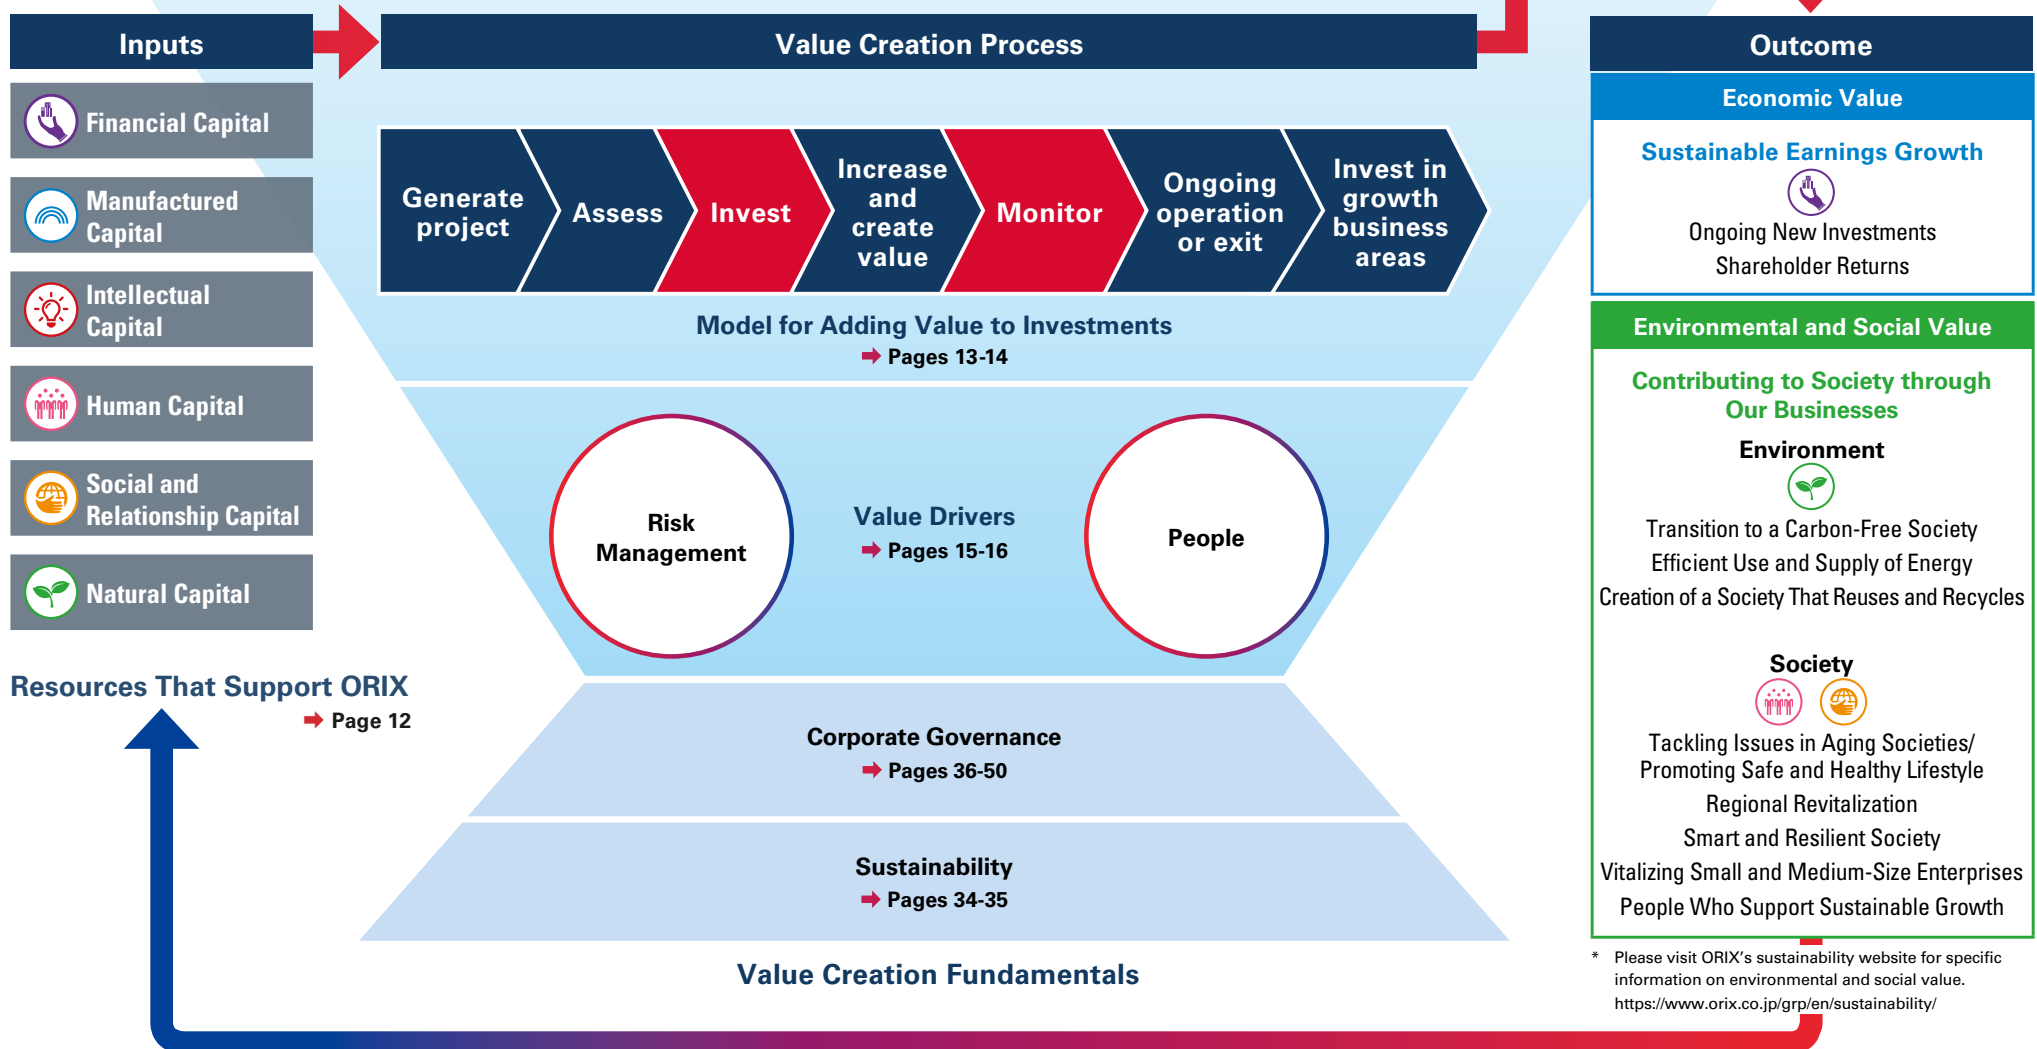 Inputs
Financial Capital
Manufactured
Capital
Intellectual
Capital
Human Capital
Social and
Relationship Capital
Natural Capital
Resources That Support ORIX
Page 12
Value Creation Process
Generate
project
Assess
Invest
Increase
and
create
value
Monitor
Ongoing
operation
or exit
Invest in
growth
business
areas
Model for Adding Value to Investments
Pages 13-14
Risk
Management
Value Drivers
Pages 15-16
People
Corporate Governance
Pages 36-50
Sustainability
Pages 34-35
Value Creation Fundamentals
Outcome
Economic Value
Sustainable Earnings Growth
Ongoing New Investments
Shareholder Returns
Environmental and Social Value
Contributing to Society through
Our Businesses
Environment
Transition to a Carbon-Free Society
Efficient Use and Supply of Energy
Creation of a Society That Reuses and Recycles
Society
Tackling Issues in Aging Societies/
Promoting Safe and Healthy Lifestyle
Regional Revitalization
Smart and Resilient Society
Vitalizing Small and Medium-Size Enterprises
People Who Support Sustainable Growth
* Please visit ORIX's sustainability website for specific
information on environmental and social value.
https://www.orix.co.jp/grp/en/sustainability/